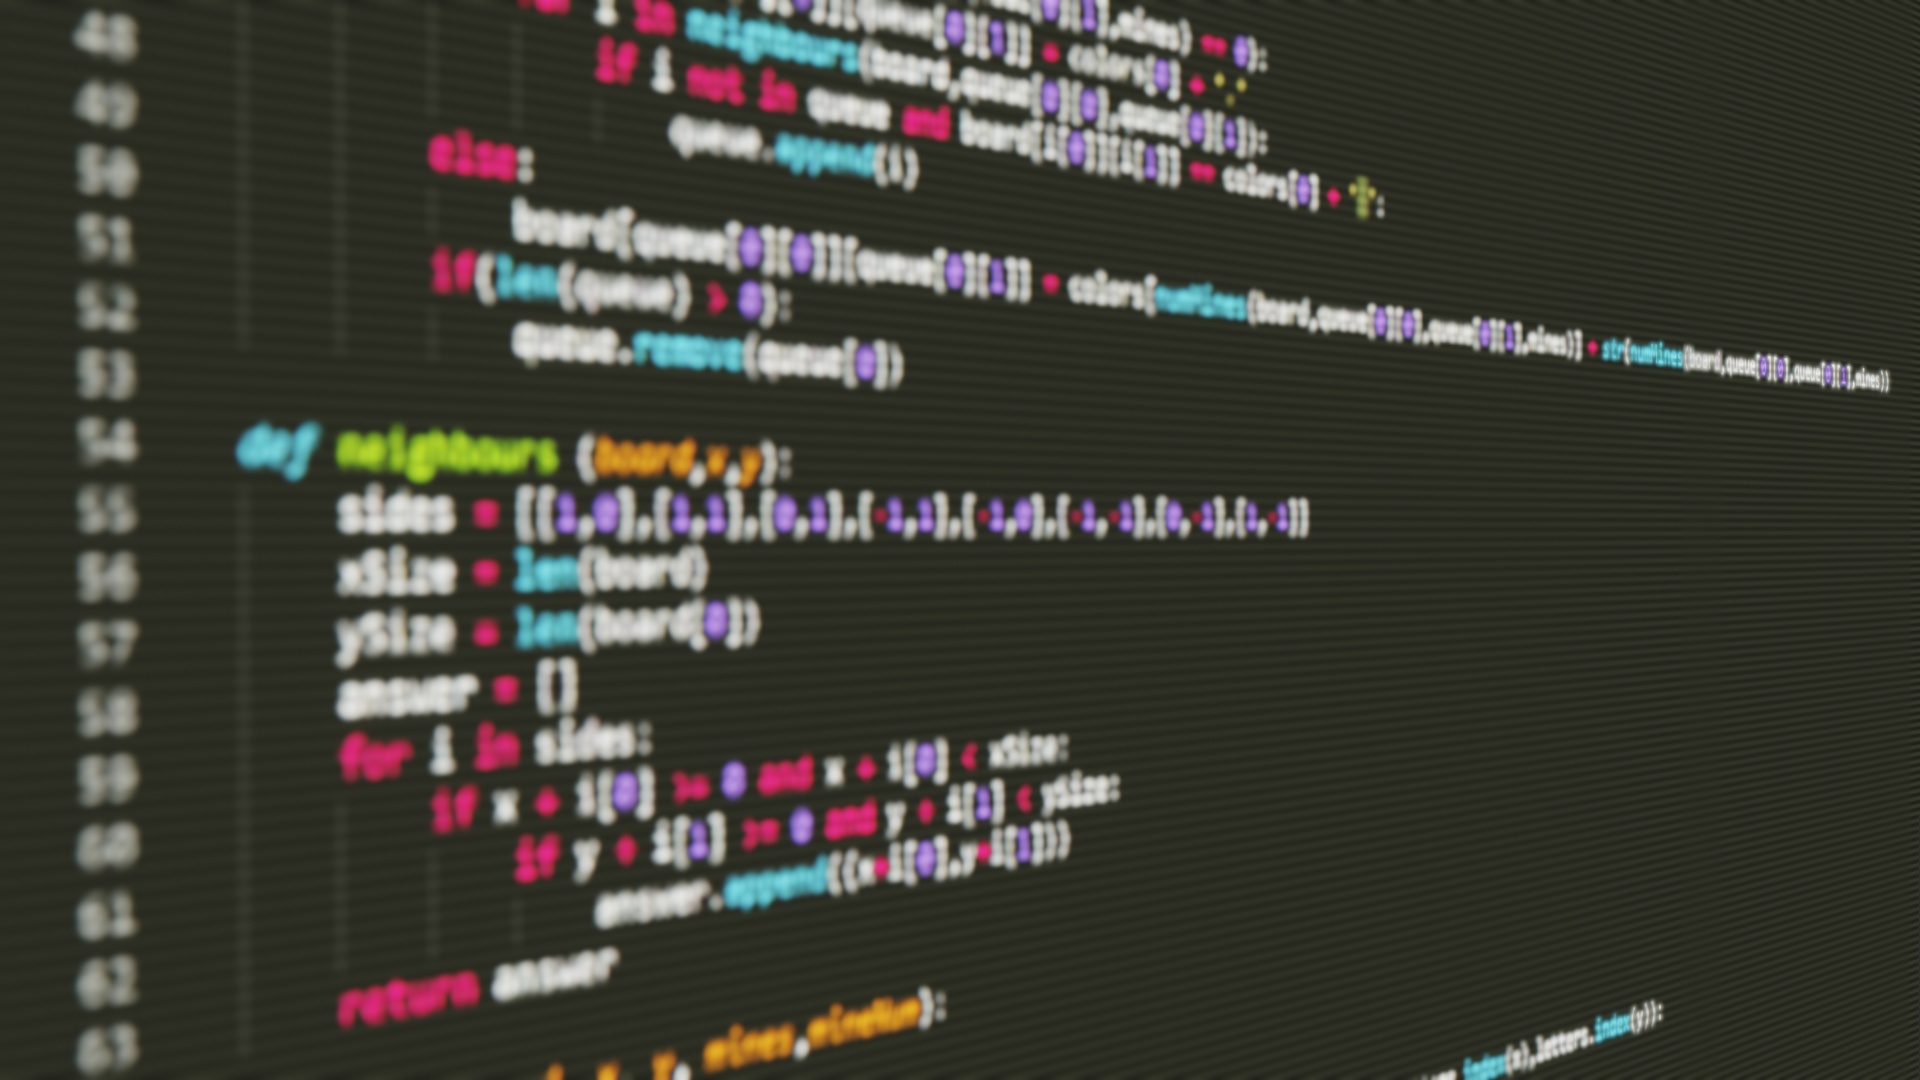 48 in neighbours(board,queue[0][0],queue[0][1]):
49 if i not in queue and board[i[0]][i[1]] == colors[0] + :
queue.append(i)
50 else:
51 board[queue[0][0]][queue[0][1]] = colors[numMines(board,queue[0][0],queue[0][1],mines)] + str(numMines(board,queue[0][0],queue[0][1],mines))
52 if(len(queue) > 0):
53 queue.remove(queue[0])
54 def neighbours (board,x,y):
55 sides = [[1,0],[1,1],[0,1],[-1,1],[-1,0],[-1,-1],[0,-1],[1,-1]]
56 xSize = len(board)
57 ySize = len(board[0])
58 answer = []
59 for i in sides:
if x + i[0] >= 0 and x + i[0] < xSize:
60 if y + i[1] >= 0 and y + i[1] < ySize:
61 answer.append((x+i[0],y+i[1]))
62 return answer
63 mines,mineNum):
index(x),letters.index(y)):